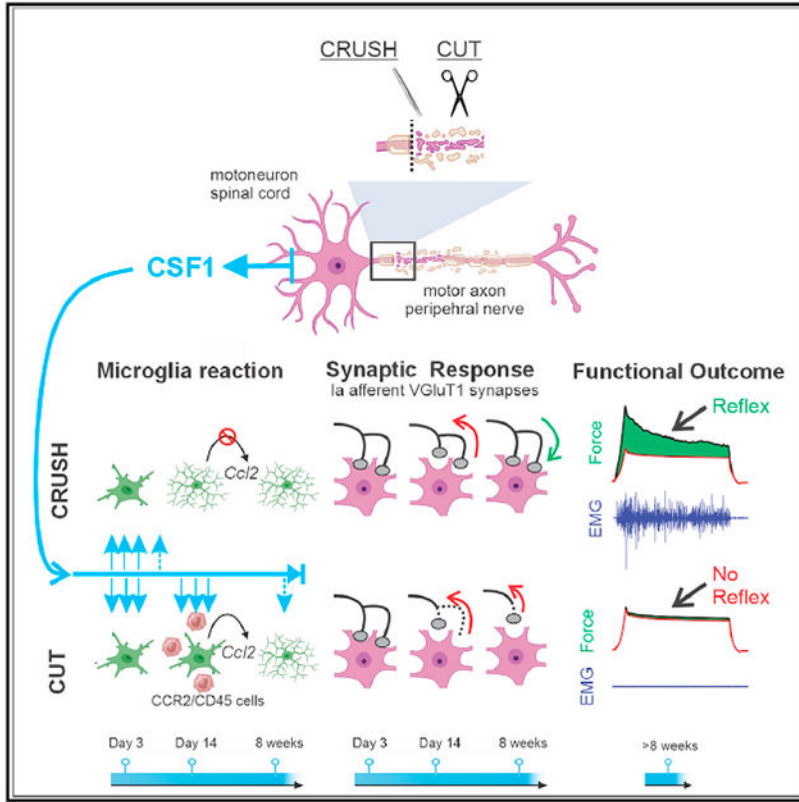 CRUSH CUT
motoneuron
spinal cord
CSF1
motor axon
peripehral nerve
Microglia reaction
Synaptic Response
Ia afferent VGluT1 synapses
Functional Outcome
CRUSH
Ccl2
Force
Reflex
EMG
CUT
Ccl2
CCR2/CD45 cells
Force
No
Reflex
EMG
Day 3 Day 14 8 weeks
Day 3 Day 14 8 weeks
>8 weeks